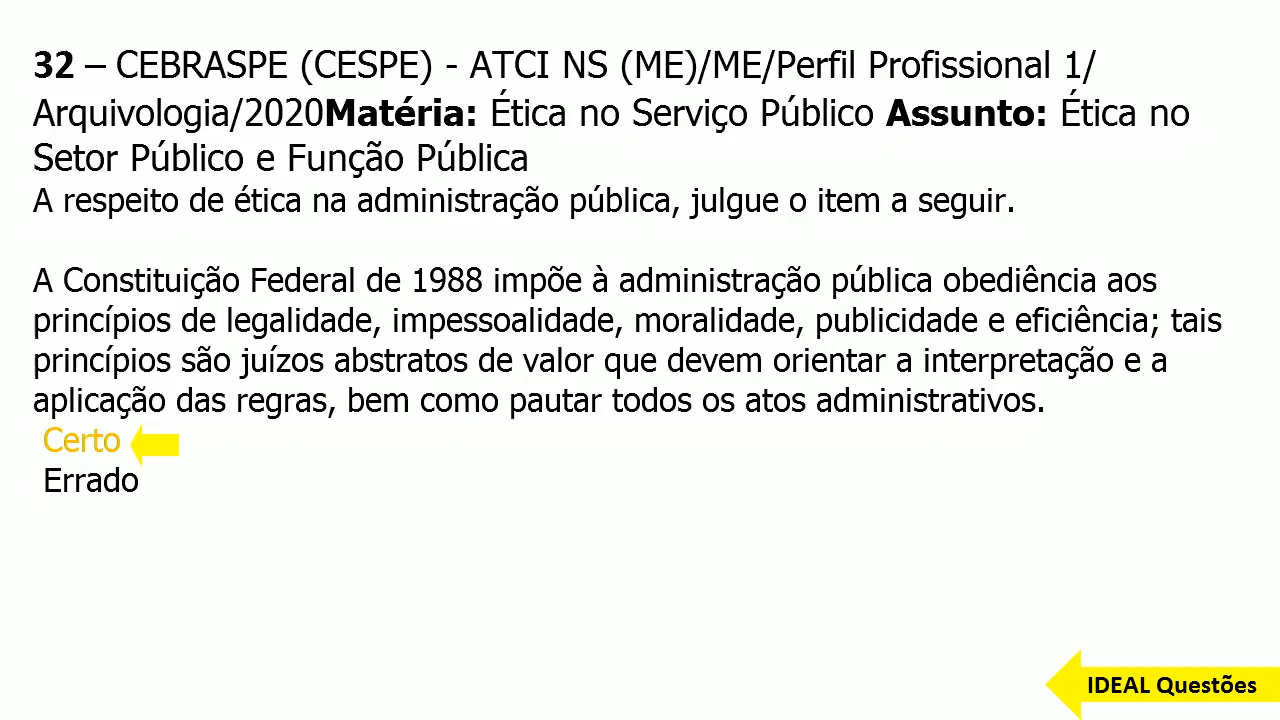 32 – CEBRASPE (CESPE) - ATCI NS (ME)/ME/Perfil Profissional 1/
Arquivologia/2020Matéria: Ética no Serviço Público Assunto: Ética no
Setor Público e Função Pública
A respeito de ética na administração pública, julgue o item a seguir.
A Constituição Federal de 1988 impõe à administração pública obediência aos
princípios de legalidade, impessoalidade, moralidade, publicidade e eficiência; tais
princípios são juízos abstratos de valor que devem orientar a interpretação e a
aplicação das regras, bem como pautar todos os atos administrativos.
Certo
Errado
IDEAL Questões